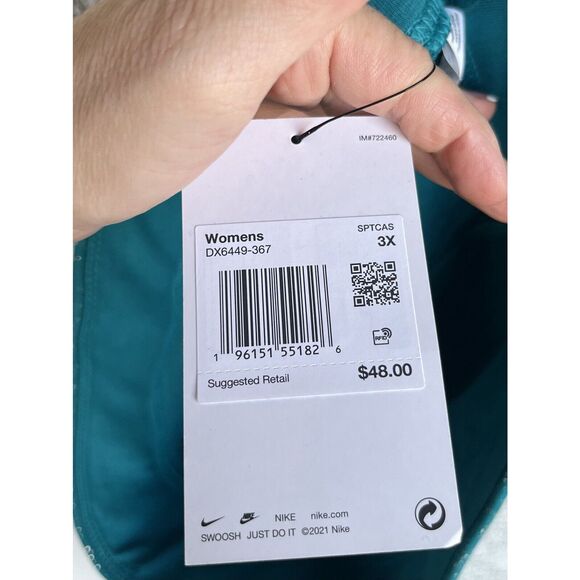 IM#722460
Womens
DX6449-367
SPTCAS
3X
1 96151 55182 6
RFID
Suggested Retail
$48.00
NIKE nike.com
SWOOSH JUST DO IT ©2021 Nike